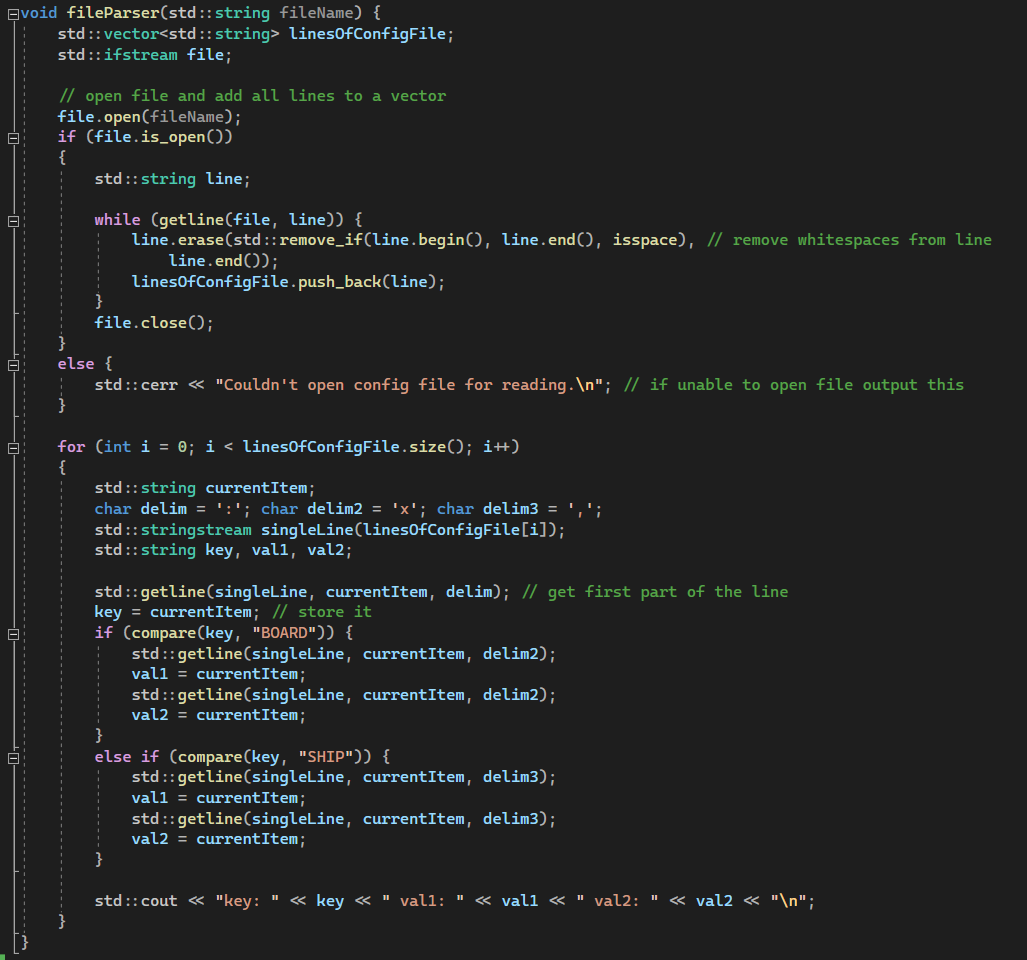 void fileParser(std::string fileName) {
    std::vector<std::string> linesOfConfigFile;
    std::ifstream file;

    // open file and add all lines to a vector
    file.open(fileName);
    if (file.is_open())
    {
        std::string line;

        while (getline(file, line)) {
            line.erase(std::remove_if(line.begin(), line.end(), isspace), // remove whitespaces from line
                line.end());
            linesOfConfigFile.push_back(line);
        }
        file.close();
    }
    else {
        std::cerr << "Couldn't open config file for reading.\n"; // if unable to open file output this
    }

    for (int i = 0; i < linesOfConfigFile.size(); i++)
    {
        std::string currentItem;
        char delim = ':'; char delim2 = 'x'; char delim3 = ',';
        std::stringstream singleLine(linesOfConfigFile[i]);
        std::string key, val1, val2;

        std::getline(singleLine, currentItem, delim); // get first part of the line
        key = currentItem; // store it
        if (compare(key, "BOARD")) {
            std::getline(singleLine, currentItem, delim2);
            val1 = currentItem;
            std::getline(singleLine, currentItem, delim2);
            val2 = currentItem;
        }
        else if (compare(key, "SHIP")) {
            std::getline(singleLine, currentItem, delim3);
            val1 = currentItem;
            std::getline(singleLine, currentItem, delim3);
            val2 = currentItem;
        }

        std::cout << "key: " << key << " val1: " << val1 << " val2: " << val2 << "\n";
    }
}